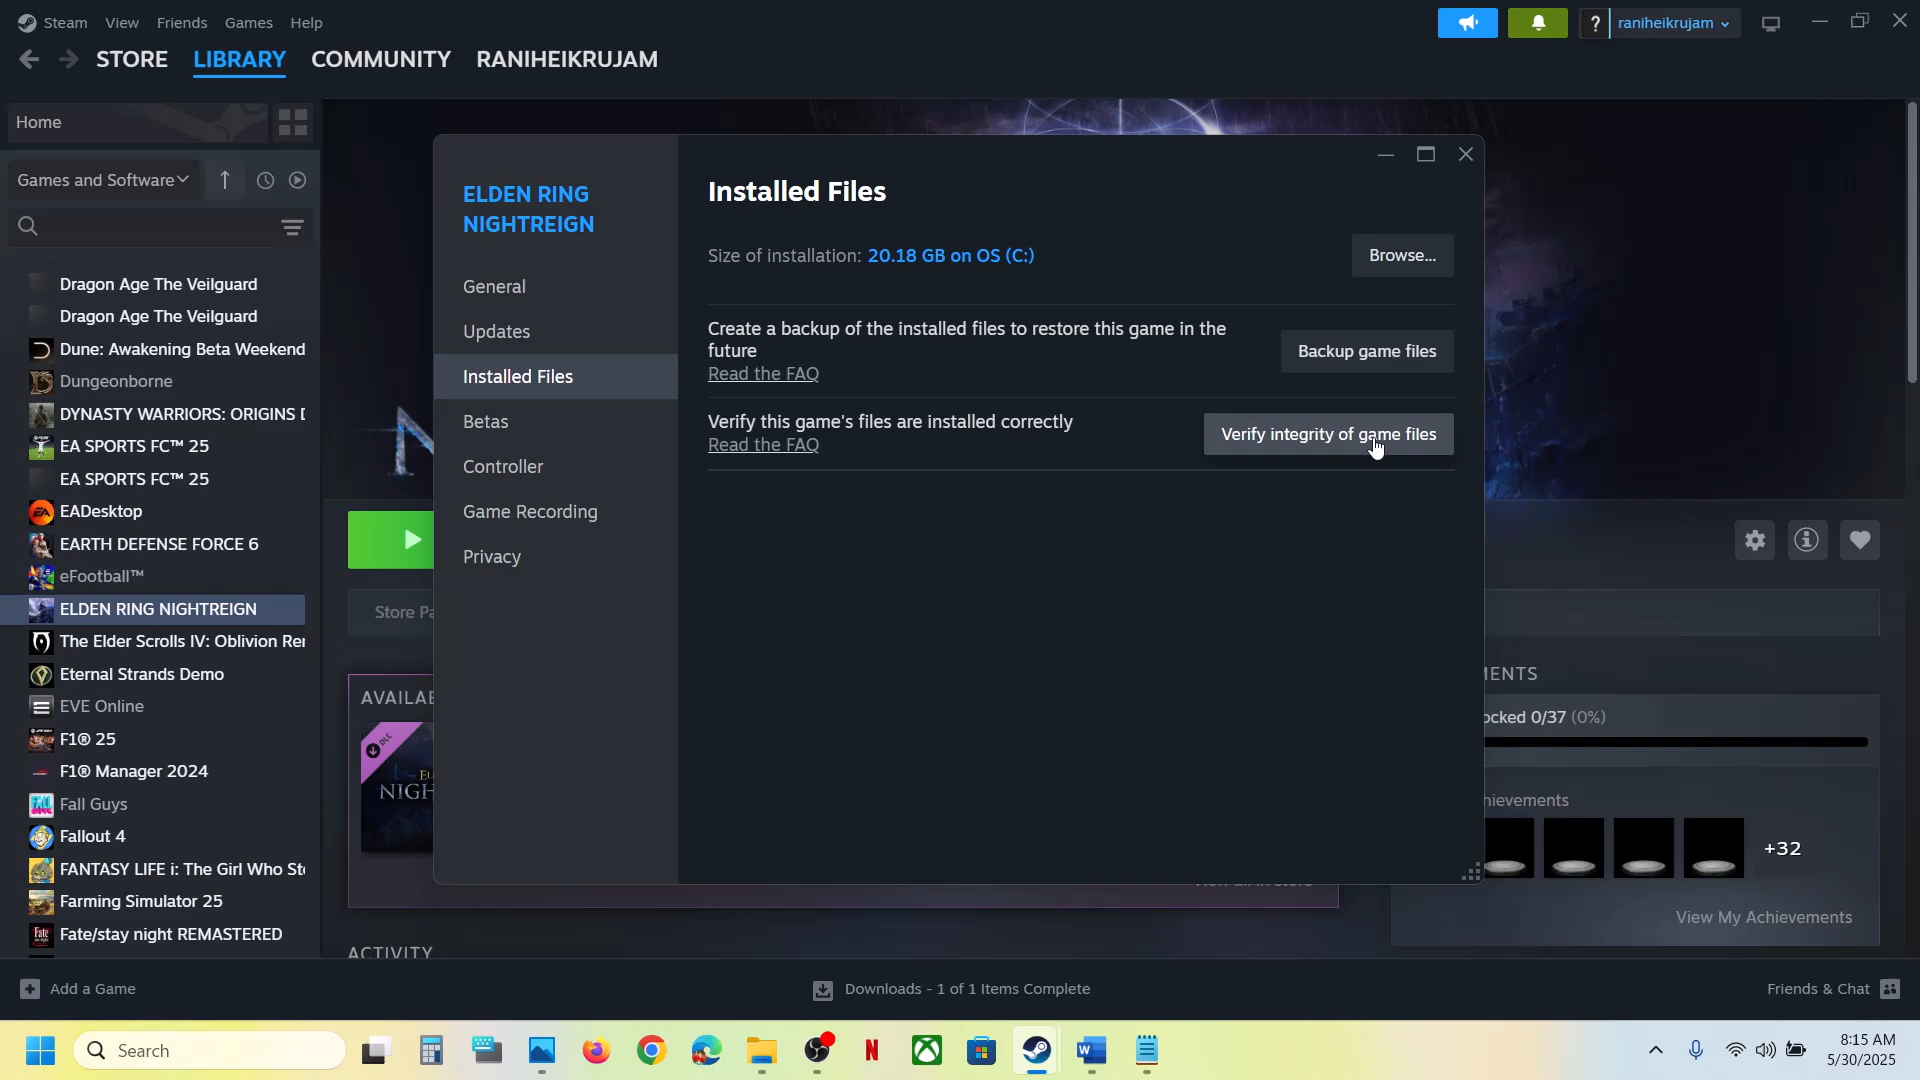 Steam View Friends Games Help
? raniheikrujam
STORE LIBRARY COMMUNITY RANIHEIKRUJAM
Home
Games and Software
Dragon Age The Veilguard
Dragon Age The Veilguard
Dune: Awakening Beta Weekend
Dungeonborne
DYNASTY WARRIORS: ORIGINS
EA SPORTS FC™ 25
EA SPORTS FC™ 25
EADesktop
EARTH DEFENSE FORCE 6
eFootball™
ELDEN RING NIGHTREIGN
The Elder Scrolls IV: Oblivion Rer
Eternal Strands Demo
EVE Online
F1® 25
F1® Manager 2024
Fall Guys
Fallout 4
FANTASY LIFE i: The Girl Who Ste
Farming Simulator 25
Fate/stay night REMASTERED
ELDEN RING
NIGHTREIGN
General
Updates
Installed Files
Betas
Controller
Game Recording
Privacy
Installed Files
Size of installation: 20.18 GB on OS (C:)
Browse...
Create a backup of the installed files to restore this game in the
future
Read the FAQ
Backup game files
Verify this game's files are installed correctly
Read the FAQ
Verify integrity of game files
Store Pa
AVAILAB
DLC
NIGH
MENTS
ocked 0/37 (0%)
hievements
+32
View My Achievements
ACTIVITY
Add a Game
Downloads - 1 of 1 Items Complete
Friends & Chat
Search
8:15 AM
5/30/2025